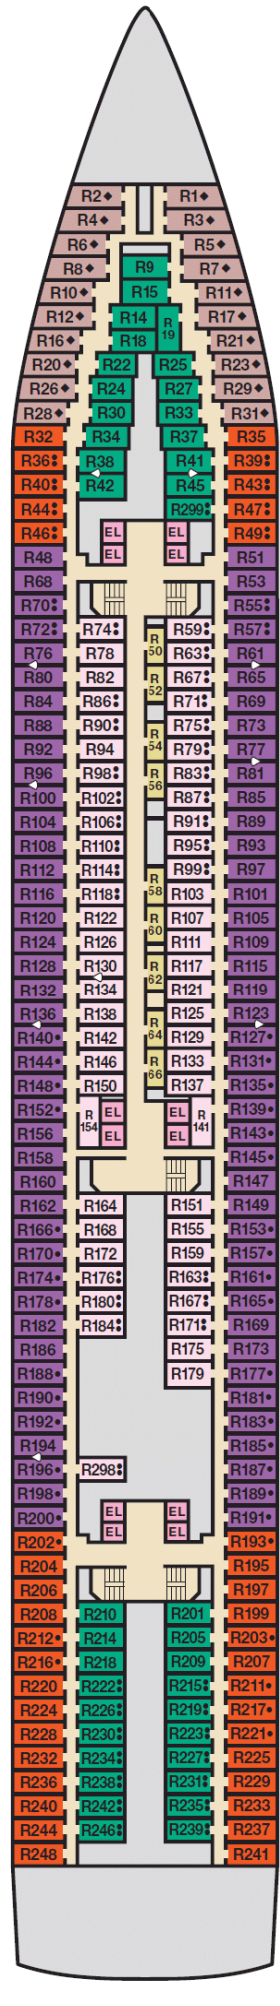 R2◆ R1◆
R4◆ R3◆
R6◆ R5◆
R8◆ R9 R7◆
R10◆ R15 R11◆
R12◆ R14 R19 R17◆
R16◆ R18 R21◆
R20◆ R22 R25 R23◆
R26◆ R24 R27 R29◆
R28◆ R30 R33 R31◆
R32 R34 R37 R35
R36 R38 R41 R39
R40 R42 R45 R43
R44 R299 R47
R46 EL EL R49
R48 EL EL R51
R68 R53
R70 R55
R72 R74 R50 R59 R57
R76 R78 R63 R61
R80 R82 R52 R67 R65
R84 R86 R71 R69
R88 R90 R54 R75 R73
R92 R94 R79 R77
R96 R98 R56 R83 R81
R100 R102 R87 R85
R104 R106 R91 R89
R108 R110 R95 R93
R112 R114 R58 R99 R97
R116 R118 R103 R101
R120 R122 R60 R107 R105
R124 R126 R111 R109
R128 R130 R62 R117 R115
R132 R134 R121 R119
R136 R138 R64 R125 R123
R140• R142 R129 R127•
R144• R146 R66 R133 R131•
R148• R150 R137 R135•
R152• R154 EL EL R141 R139•
R156 EL EL R143•
R158 R145•
R160 R147
R162 R164 R151 R149
R166• R168 R155 R153•
R170• R172 R159 R157•
R174• R176 R163 R161•
R178• R180 R167 R165•
R182 R184 R171 R169
R186 R175 R173
R188• R179 R177•
R190• R181•
R192• R183•
R194 R185•
R196• R298 R187•
R198• R189•
R200• EL EL R191•
R202• EL EL R193•
R204 R195
R206 R197
R208 R210 R201 R199
R212• R214 R205 R203•
R216• R218 R209 R207
R220 R222 R215 R211•
R224 R226 R219 R217•
R228 R230 R223 R221•
R232 R234 R227 R225
R236 R238 R231 R229
R240 R242 R235 R233
R244 R246 R239 R237
R248 R241